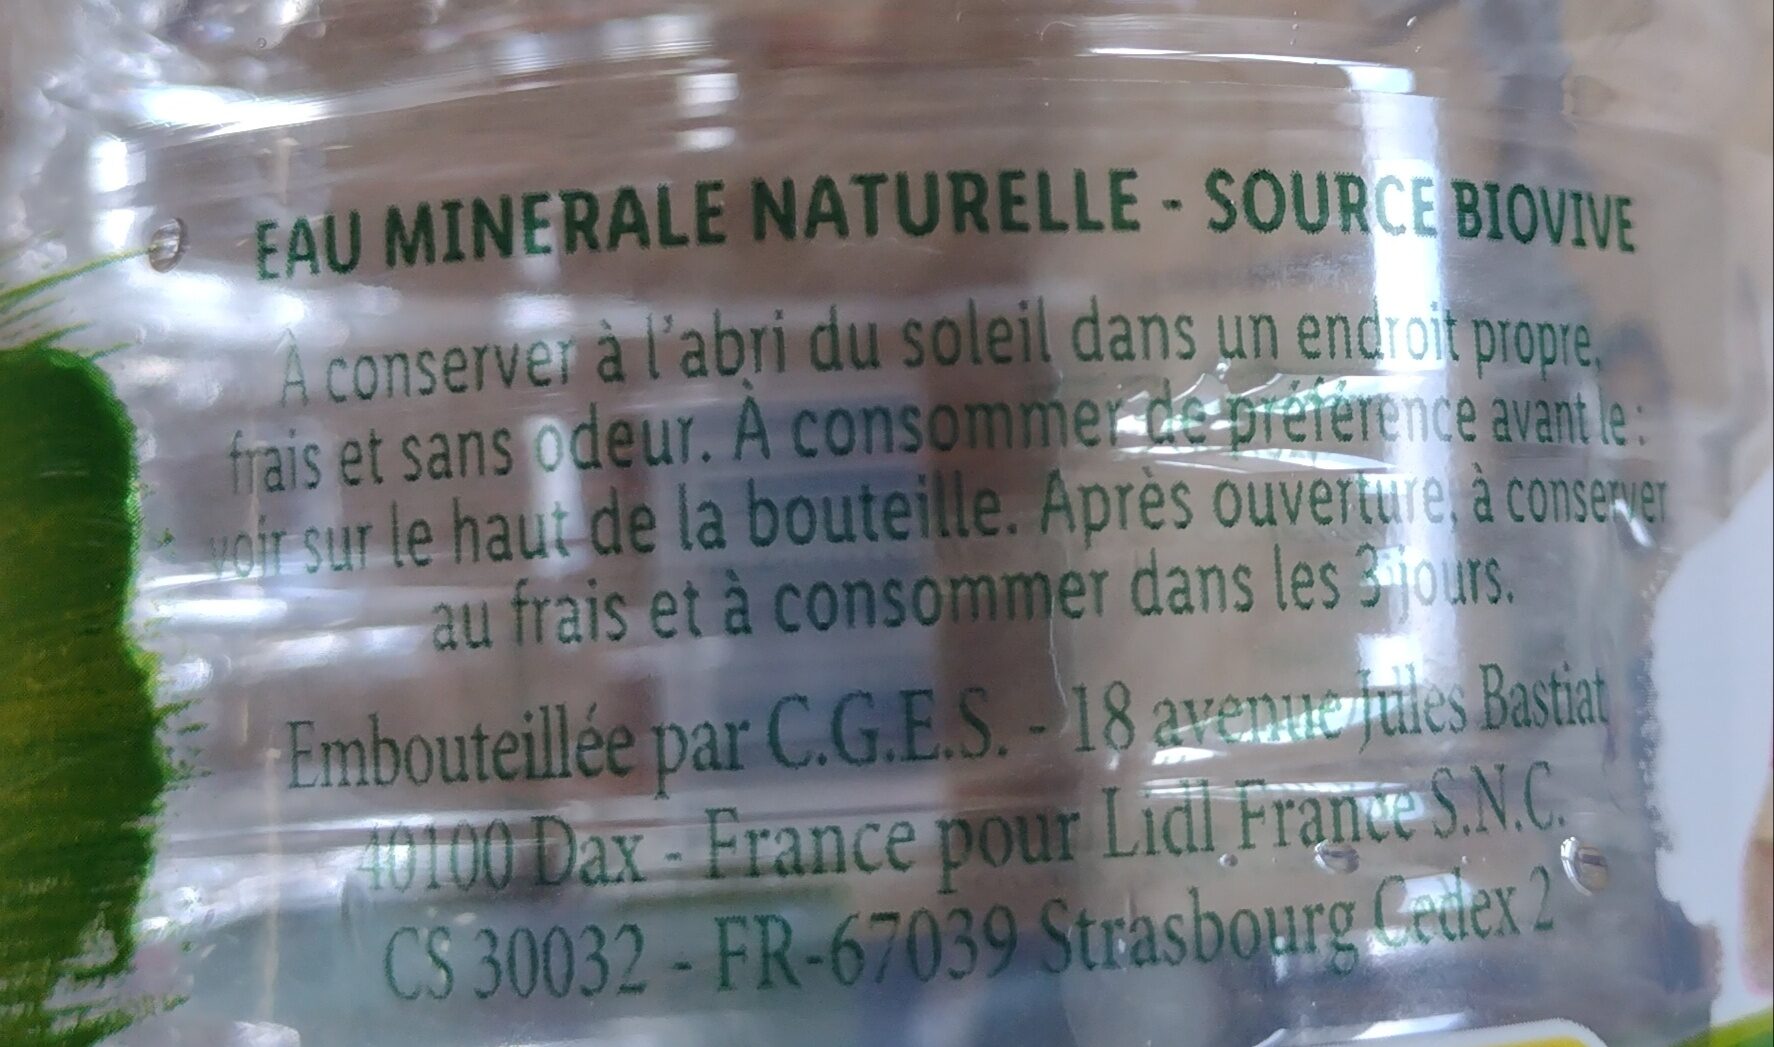 EAU MINERALE NATURELLE - SOURCE BIOVIVE
À conserver à l'abri du soleil dans un endroit propre,
frais et sans odeur. À consommer de préférence avant le :
voir sur le haut de la bouteille. Après ouverture, à conserver
au frais et à consommer dans les 3 jours.
Embouteillée par C.G.E.S. - 18 avenue Jules Bastiat
40100 Dax - France pour Lidl France S.N.C.
CS 30032 - FR-67039 Strasbourg Cedex 2